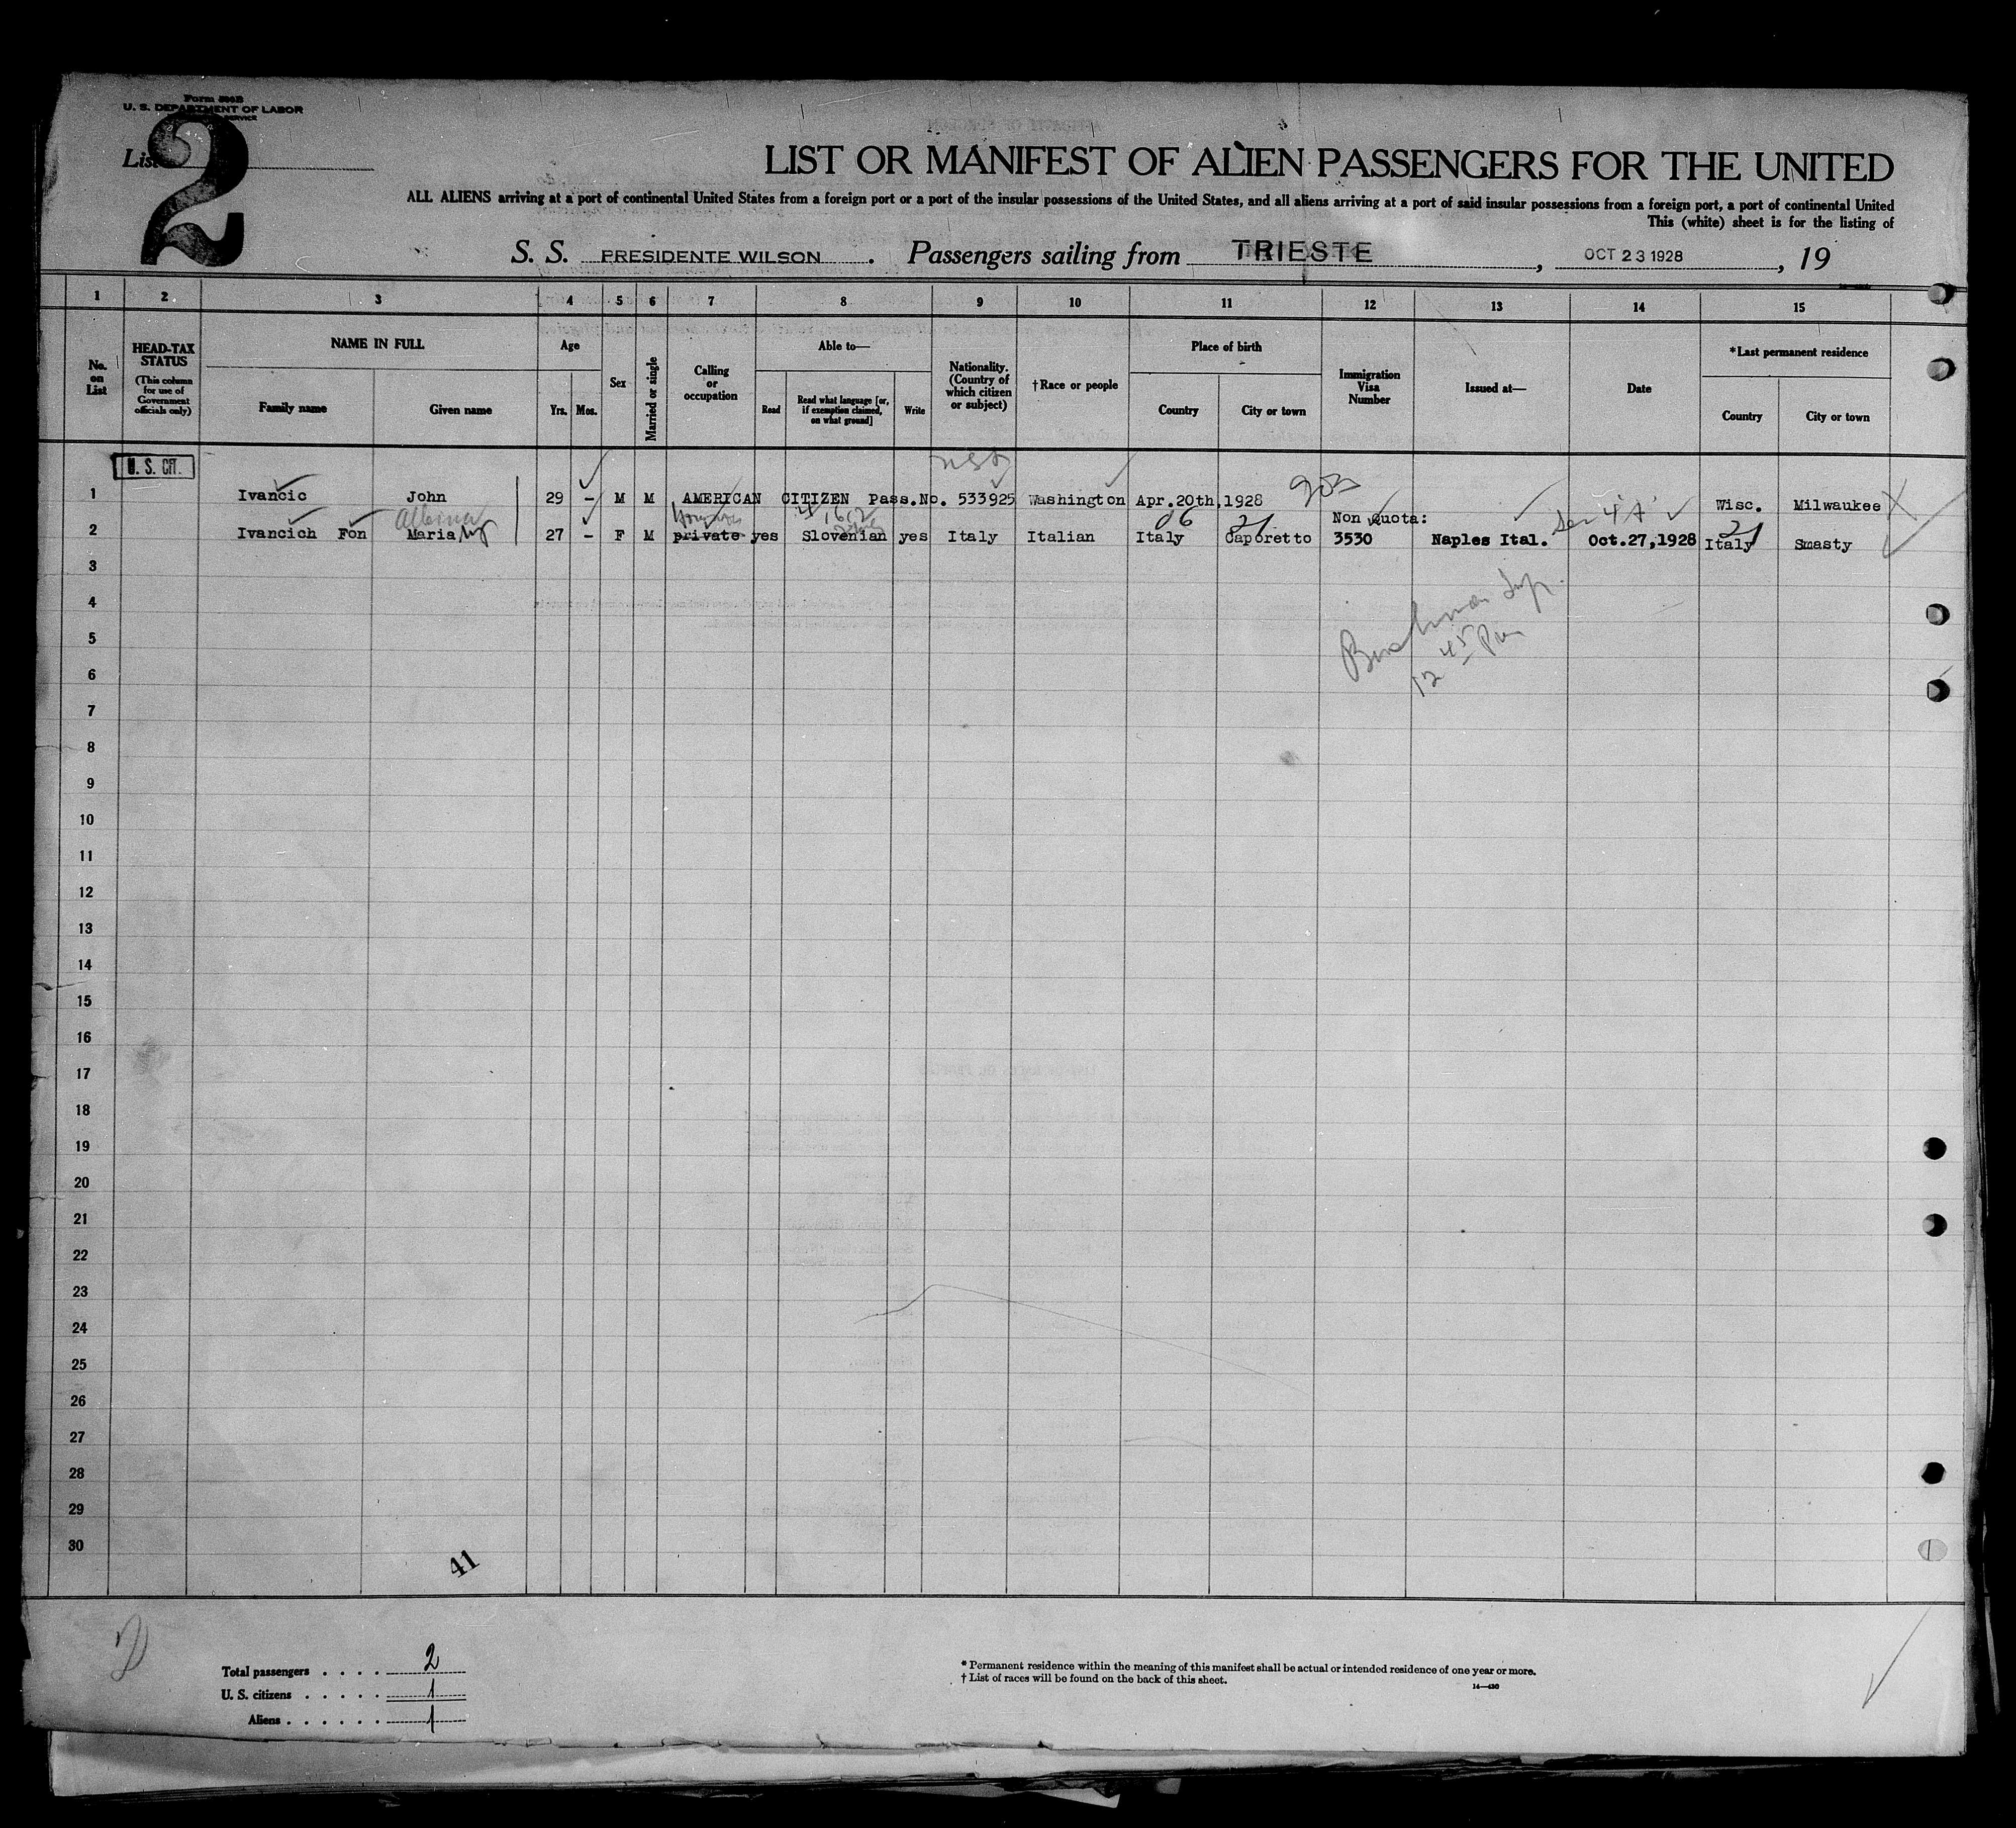 Form 500B
U. S. DEPARTMENT OF LABOR
SERVICE
List 2
LIST OR MANIFEST OF ALIEN PASSENGERS FOR THE UNITED
ALL ALIENS arriving at a port of continental United States from a foreign port or a port of the insular possessions of the United States, and all aliens arriving at a port of said insular possessions from a foreign port, a port of continental United
This (white) sheet is for the listing of
S. S. PRESIDENTE WILSON . Passengers sailing from TRIESTE , OCT 23 1928 , 19
1 2 3 4 5 6 7 8 9 10 11 12 13 14 15
No. on List
HEAD-TAX STATUS
(This column for use of Government officials only)
NAME IN FULL
Family name Given name
Age
Yrs. Mos.
Sex
Married or single
Calling or occupation
Able to—
Read
Read what language [or, if exemption claimed, on what ground]
Write
Nationality. (Country of which citizen or subject)
†Race or people
Place of birth
Country City or town
Immigration Visa Number
Issued at—
Date
*Last permanent residence
Country City or town
U. S. CIT.
1 Ivancic John 29 – M M AMERICAN CITIZEN Pass.No. 533925 Washington Apr.20th,1928 Wisc. Milwaukee
Albina
Non quota:
2 Ivancich Fon Maria 27 – F M private yes Slovenian yes Italy Italian Italy Caporetto 3530 Naples Ital. Oct.27,1928 Italy Smasty
06 21 21
3
4
5
12 45 Pm
6
7
8
9
10
11
12
13
14
15
16
17
18
19
20
21
22
23
24
25
26
27
28
29
30
41
Total passengers . . . . 2
U. S. citizens . . . . . 1
Aliens . . . . . . 1
* Permanent residence within the meaning of this manifest shall be actual or intended residence of one year or more.
† List of races will be found on the back of this sheet.
14—430